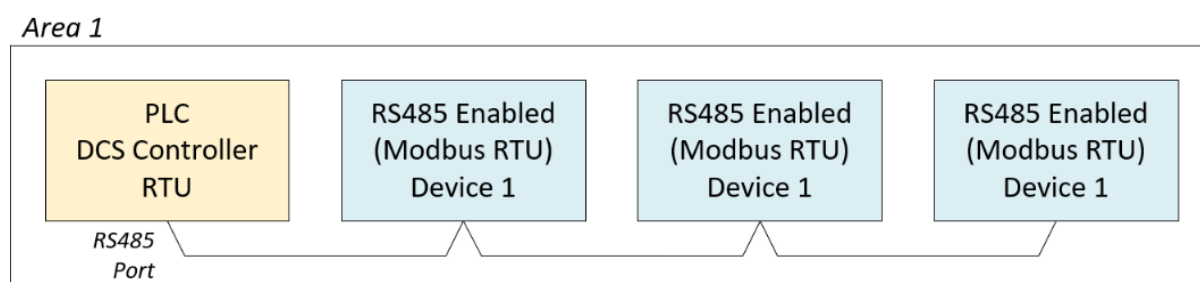 Area 1
PLC
DCS Controller
RTU
RS485 Enabled
(Modbus RTU)
Device 1
RS485 Enabled
(Modbus RTU)
Device 1
RS485 Enabled
(Modbus RTU)
Device 1
RS485
Port